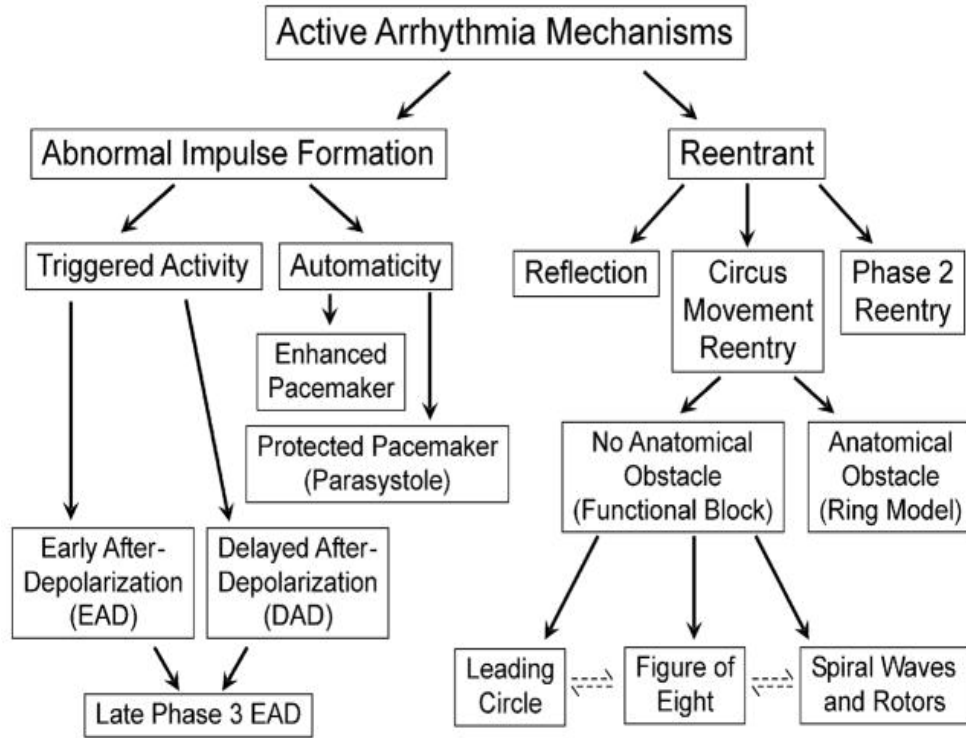 Active Arrhythmia Mechanisms
Abnormal Impulse Formation
Reentrant
Triggered Activity
Automaticity
Reflection
Circus
Movement
Reentry
Phase 2
Reentry
Enhanced
Pacemaker
Protected Pacemaker
(Parasystole)
No Anatomical
Obstacle
(Functional Block)
Anatomical
Obstacle
(Ring Model)
Early After-
Depolarization
(EAD)
Delayed After-
Depolarization
(DAD)
Late Phase 3 EAD
Leading
Circle
Figure of
Eight
Spiral Waves
and Rotors